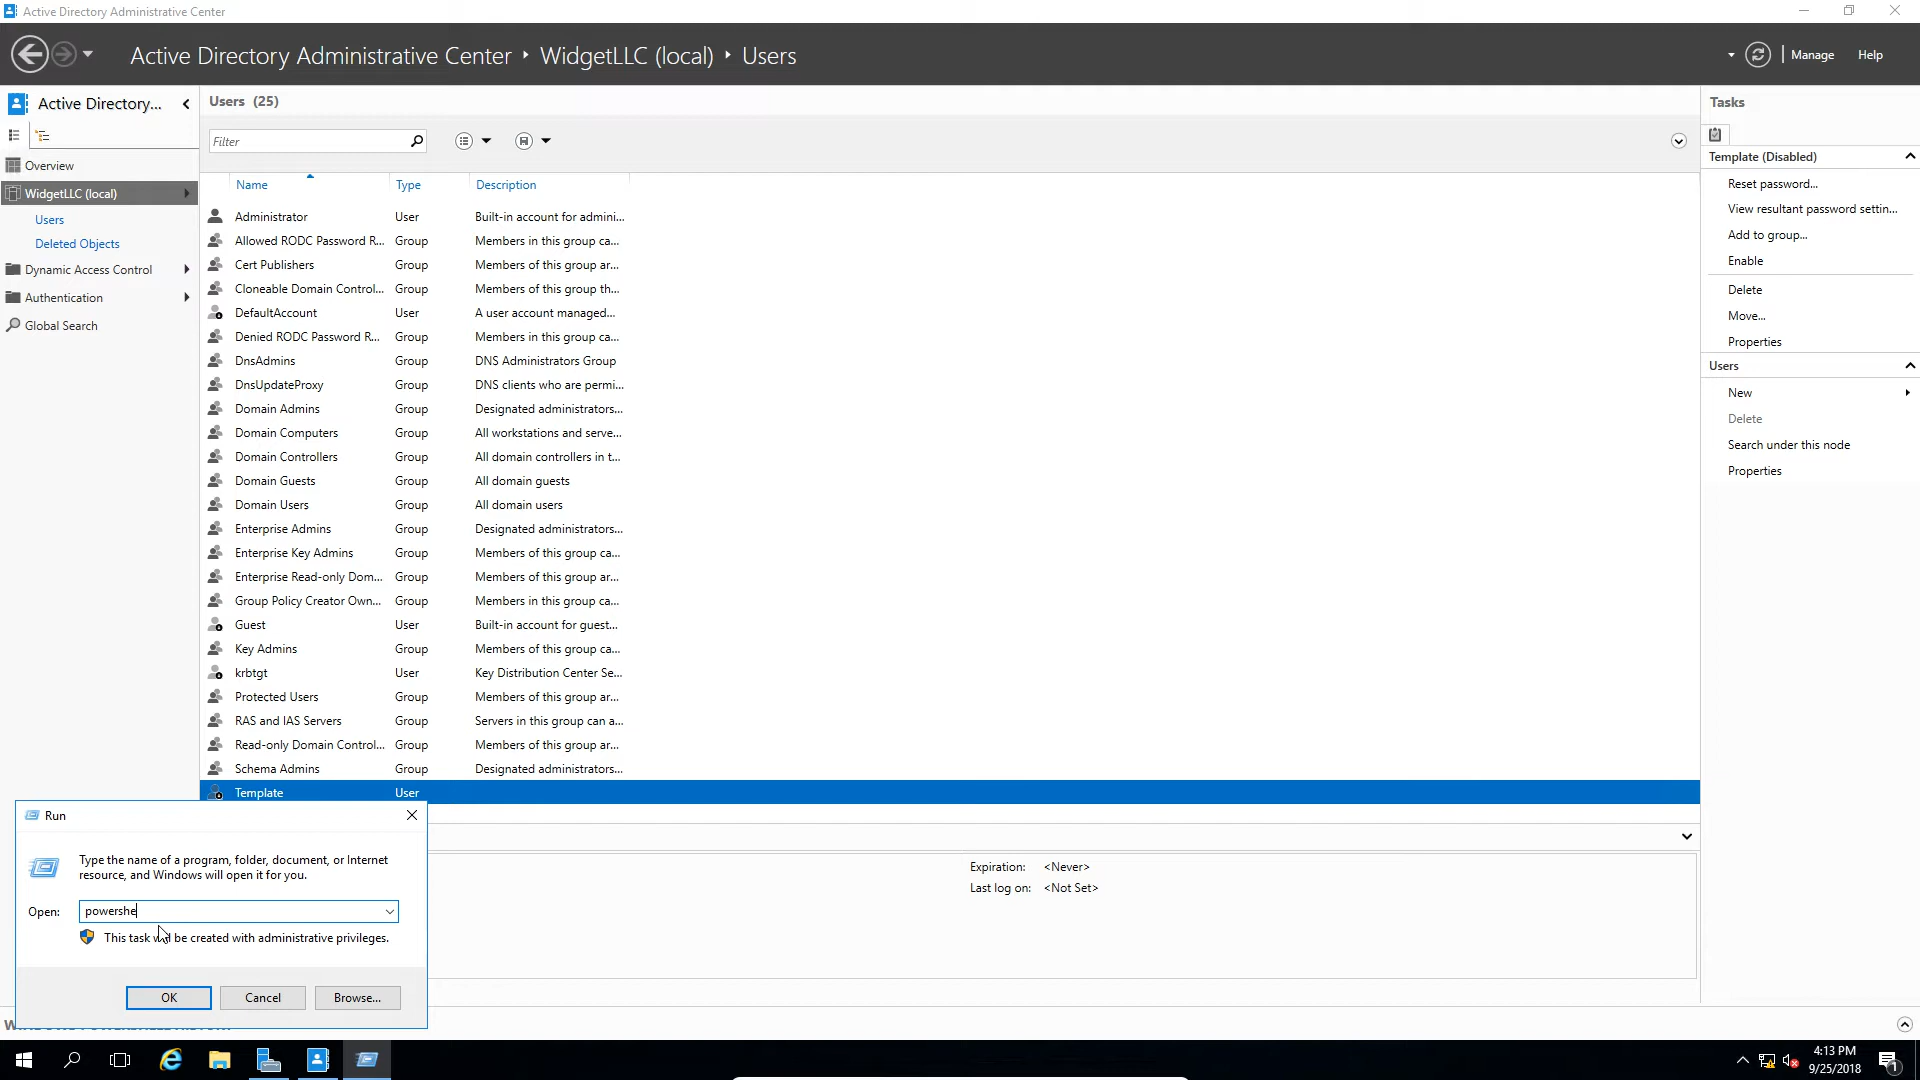 Active Directory Administrative Center
Active Directory Administrative Center • WidgetLLC (local) • Users
Manage
Help
Active Directory...
Overview
WidgetLLC (local)
Users
Deleted Objects
Dynamic Access Control
Authentication
Global Search
Users (25)
Filter
Name Type Description
Administrator User Built-in account for admini...
Allowed RODC Password R... Group Members in this group ca...
Cert Publishers Group Members of this group ar...
Cloneable Domain Control... Group Members of this group th...
DefaultAccount User A user account managed...
Denied RODC Password R... Group Members in this group ca...
DnsAdmins Group DNS Administrators Group
DnsUpdateProxy Group DNS clients who are permi...
Domain Admins Group Designated administrators...
Domain Computers Group All workstations and serve...
Domain Controllers Group All domain controllers in t...
Domain Guests Group All domain guests
Domain Users Group All domain users
Enterprise Admins Group Designated administrators...
Enterprise Key Admins Group Members of this group ca...
Enterprise Read-only Dom... Group Members of this group ar...
Group Policy Creator Own... Group Members in this group ca...
Guest User Built-in account for guest...
Key Admins Group Members of this group ca...
krbtgt User Key Distribution Center Se...
Protected Users Group Members of this group ar...
RAS and IAS Servers Group Servers in this group can a...
Read-only Domain Control... Group Members of this group ar...
Schema Admins Group Designated administrators...
Template User
Expiration: <Never>
Last log on: <Not Set>
Tasks
Template (Disabled)
Reset password...
View resultant password settin...
Add to group...
Enable
Delete
Move...
Properties
Users
New
Delete
Search under this node
Properties
Run
Type the name of a program, folder, document, or Internet
resource, and Windows will open it for you.
Open: powershe
This task will be created with administrative privileges.
OK Cancel Browse...
4:13 PM
9/25/2018
1